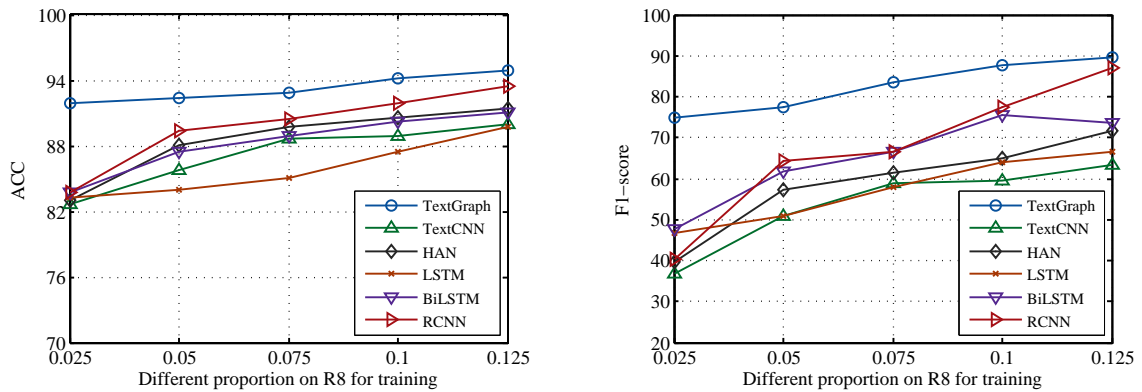 100
94
88
82
76
70
ACC
0.025
0.05
0.075
0.1
0.125
Different proportion on R8 for training
TextGraph
TextCNN
HAN
LSTM
BiLSTM
RCNN
100
90
80
70
60
50
40
30
20
F1-score
0.025
0.05
0.075
0.1
0.125
Different proportion on R8 for training
TextGraph
TextCNN
HAN
LSTM
BiLSTM
RCNN